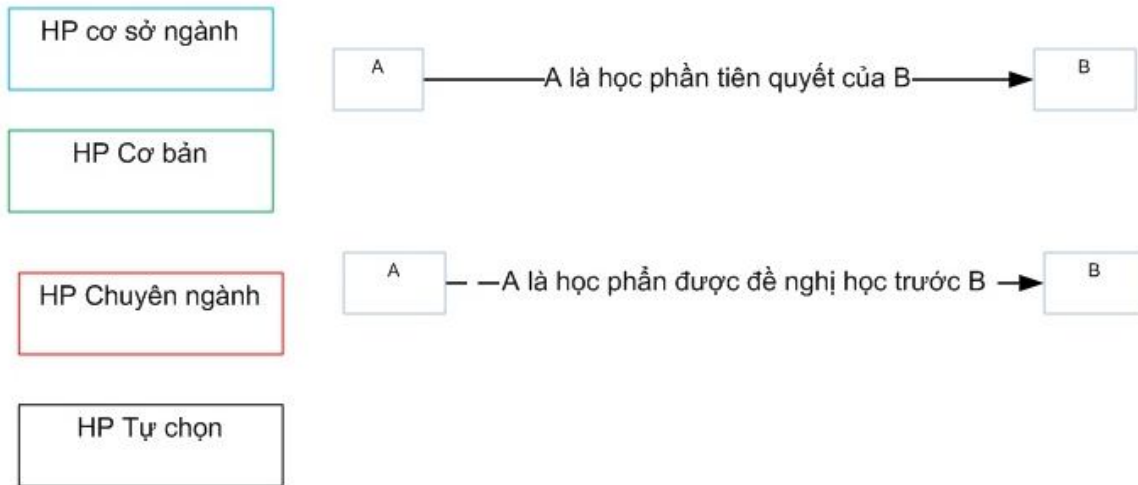 HP cơ sở ngành
A
A là học phần tiên quyết của B
B
HP Cơ bản
A
A là học phẩn được đề nghị học trước B
B
HP Chuyên ngành
HP Tự chọn